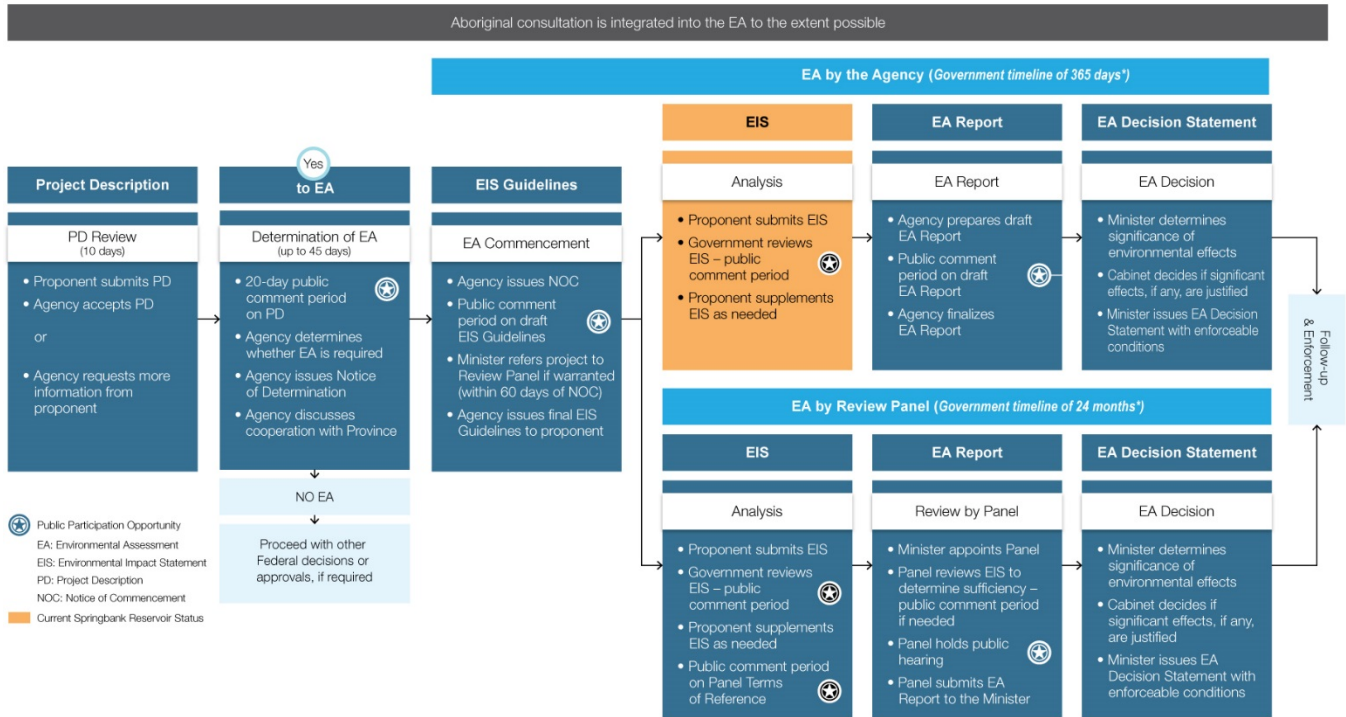 Aboriginal consultation is integrated into the EA to the extent possible
EA by the Agency (Government timeline of 365 days*)
Project Description
PD Review
(10 days)
• Proponent submits PD
• Agency accepts PD
or
• Agency requests more
information from
proponent
Yes
to EA
Determination of EA
(up to 45 days)
• 20-day public
comment period
on PD
• Agency determines
whether EA is required
• Agency issues Notice
of Determination
• Agency discusses
cooperation with Province
NO EA
Proceed with other
Federal decisions or
approvals, if required
EIS Guidelines
EA Commencement
• Agency issues NOC
• Public comment
period on draft
EIS Guidelines
• Minister refers project to
Review Panel if warranted
(within 60 days of NOC)
• Agency issues final EIS
Guidelines to proponent
EIS
Analysis
• Proponent submits EIS
• Government reviews
EIS – public
comment period
• Proponent supplements
EIS as needed
EA Report
EA Report
• Agency prepares draft
EA Report
• Public comment
period on draft
EA Report
• Agency finalizes
EA Report
EA Decision Statement
EA Decision
• Minister determines
significance of
environmental effects
• Cabinet decides if significant
effects, if any, are justified
• Minister issues EA Decision
Statement with enforceable
conditions
EA by Review Panel (Government timeline of 24 months*)
EIS
Analysis
• Proponent submits EIS
• Government reviews
EIS – public
comment period
• Proponent supplements
EIS as needed
• Public comment period
on Panel Terms
of Reference
EA Report
Review by Panel
• Minister appoints Panel
• Panel reviews EIS to
determine sufficiency –
public comment period
if needed
• Panel holds public
hearing
• Panel submits EA
Report to the Minister
EA Decision Statement
EA Decision
• Minister determines
significance of
environmental effects
• Cabinet decides if
significant effects, if any,
are justified
• Minister issues EA
Decision Statement with
enforceable conditions
Follow-up
& Enforcement
Public Participation Opportunity
EA: Environmental Assessment
EIS: Environmental Impact Statement
PD: Project Description
NOC: Notice of Commencement
Current Springbank Reservoir Status